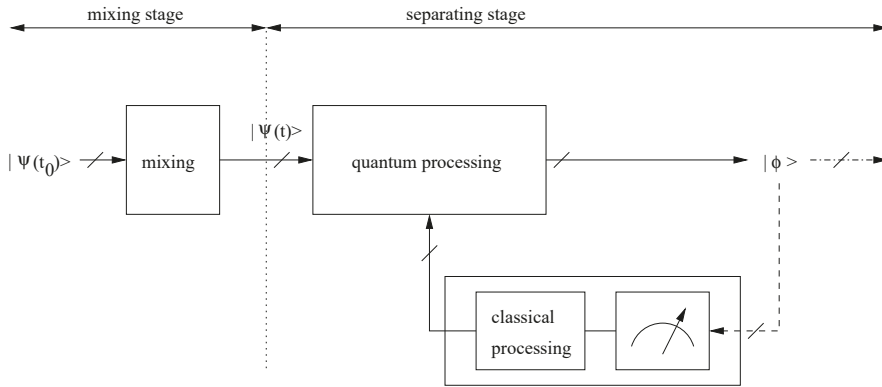 mixing stage
separating stage
| Ψ(t₀)>
mixing
| Ψ(t)>
quantum processing
| ϕ >
classical
processing